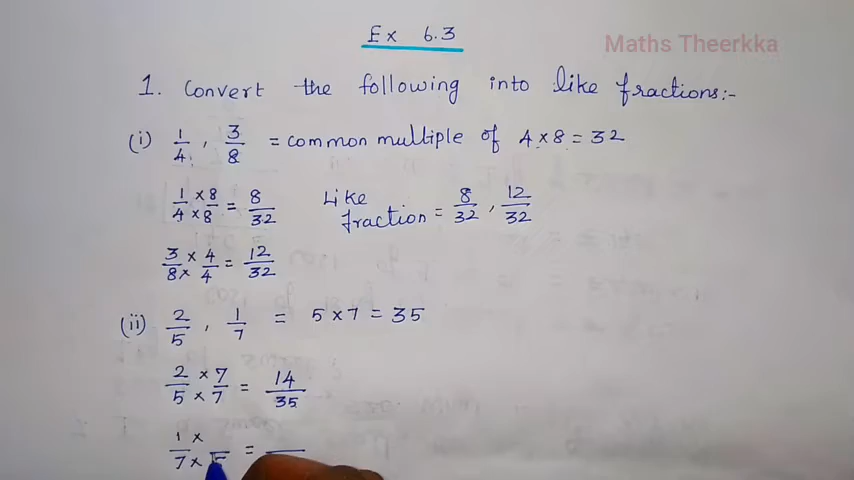 Ex 6.3
Maths Theerkka
1. Convert the following into like fractions:-
(i) 1/4 , 3/8 = common multiple of 4 × 8 = 32
1/4 × 8/× 8 = 8/32
Like fraction = 8/32 , 12/32
3/8 × 4/× 4 = 12/32
(ii) 2/5 , 1/7 = 5 × 7 = 35
2/5 × 7/× 7 = 14/35
1/7 × / × =